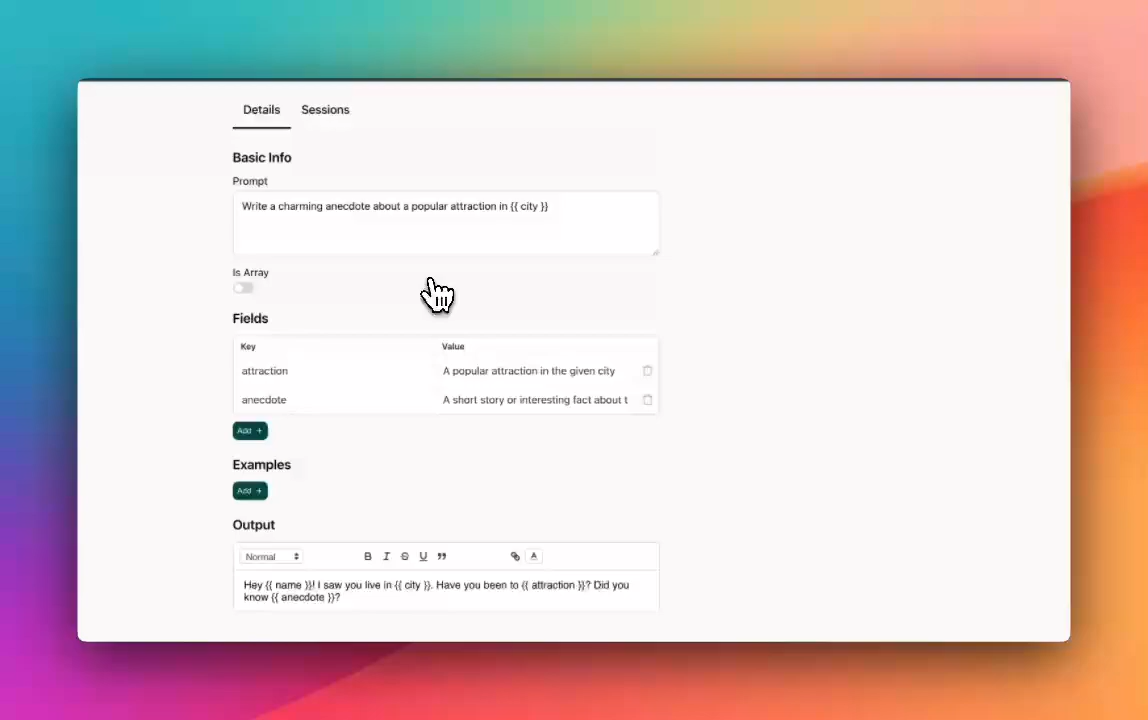 Details Sessions
Basic Info
Prompt
Write a charming anecdote about a popular attraction in {{ city }}
Is Array
Fields
Key Value
attraction A popular attraction in the given city
anecdote A short story or interesting fact about t
Add +
Examples
Add +
Output
Normal B I S U ” A
Hey {{ name }}! I saw you live in {{ city }}. Have you been to {{ attraction }}? Did you
know {{ anecdote }}?